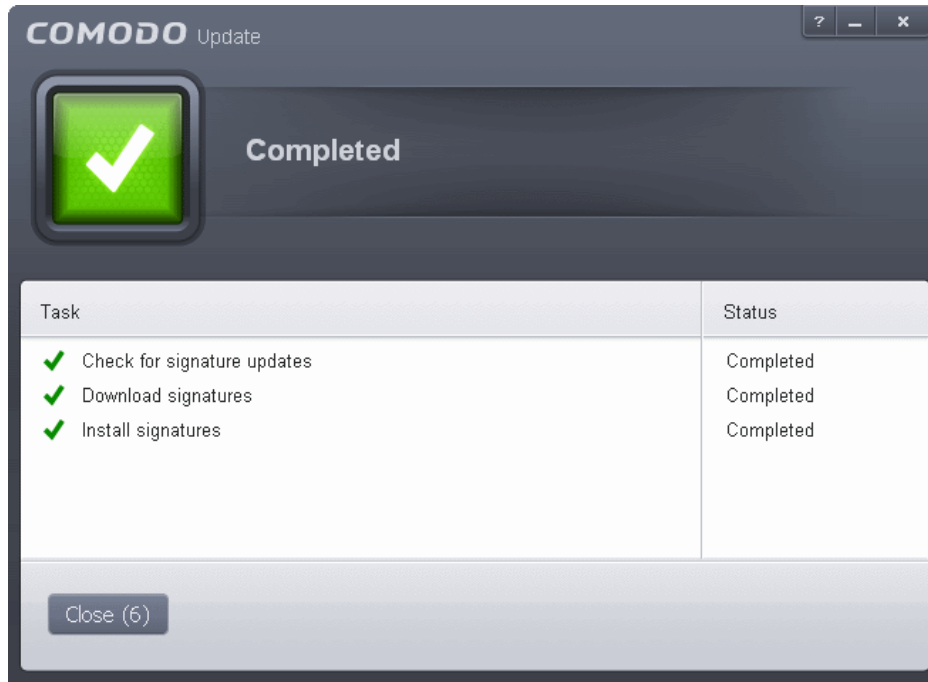 COMODO Update
? _ x
Completed
Task Status
Check for signature updates Completed
Download signatures Completed
Install signatures Completed
Close (6)